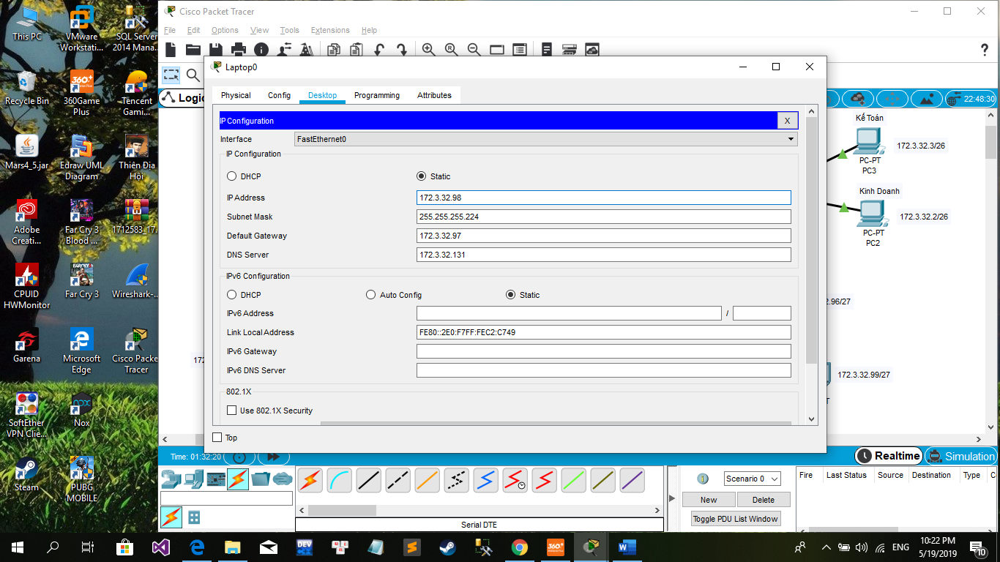 This PC
VMware Workstati...
SQL Server 2014 Mana...
Recycle Bin
360Game Plus
Tencent Gami...
Mars4_5.jar
Edraw UML Diagram
Thiên Địa Hội
Adobe Creati...
Far Cry 3 Blood ...
1712583_17...
CPUID HWMonitor
Far Cry 3
Wireshark-...
Garena
Microsoft Edge
Cisco Packe Tracer
SoftEther VPN Clie...
Nox
Steam
PUBG MOBILE
Cisco Packet Tracer
File Edit Options View Tools Extensions Help
Logic
22:48:30
Laptop0
Physical Config Desktop Programming Attributes
IP Configuration X
Interface FastEthernet0
IP Configuration
DHCP Static
IP Address 172.3.32.98
Subnet Mask 255.255.255.224
Default Gateway 172.3.32.97
DNS Server 172.3.32.131
IPv6 Configuration
DHCP Auto Config Static
IPv6 Address /
Link Local Address FE80::2E0:F7FF:FEC2:C749
IPv6 Gateway
IPv6 DNS Server
802.1X
Use 802.1X Security
Top
Kế Toán
172.3.32.3/26
PC-PT
PC3
Kinh Doanh
172.3.32.2/26
PC-PT
PC2
2.96/27
172.3.32.99/27
172
Time: 01:32:20
Realtime Simulation
Scenario 0
New Delete
Toggle PDU List Window
Fire Last Status Source Destination Type C
Serial DTE
ENG
10:22 PM
5/19/2019
10